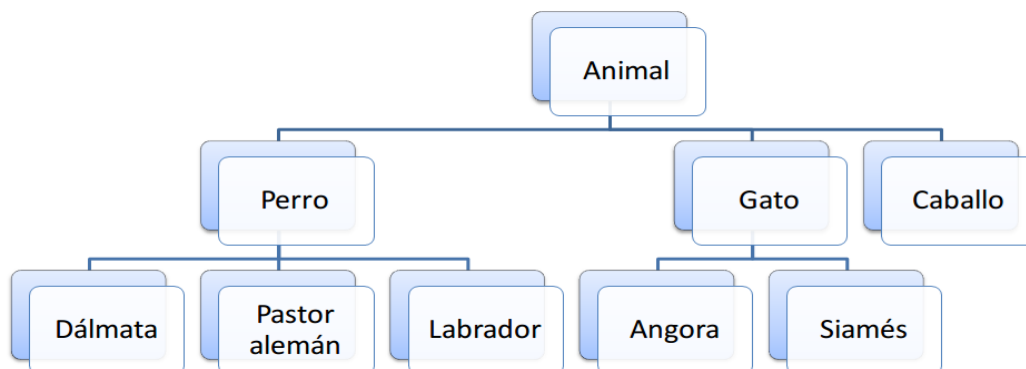 Animal
Perro
Gato
Caballo
Dálmata
Pastor
alemán
Labrador
Angora
Siamés